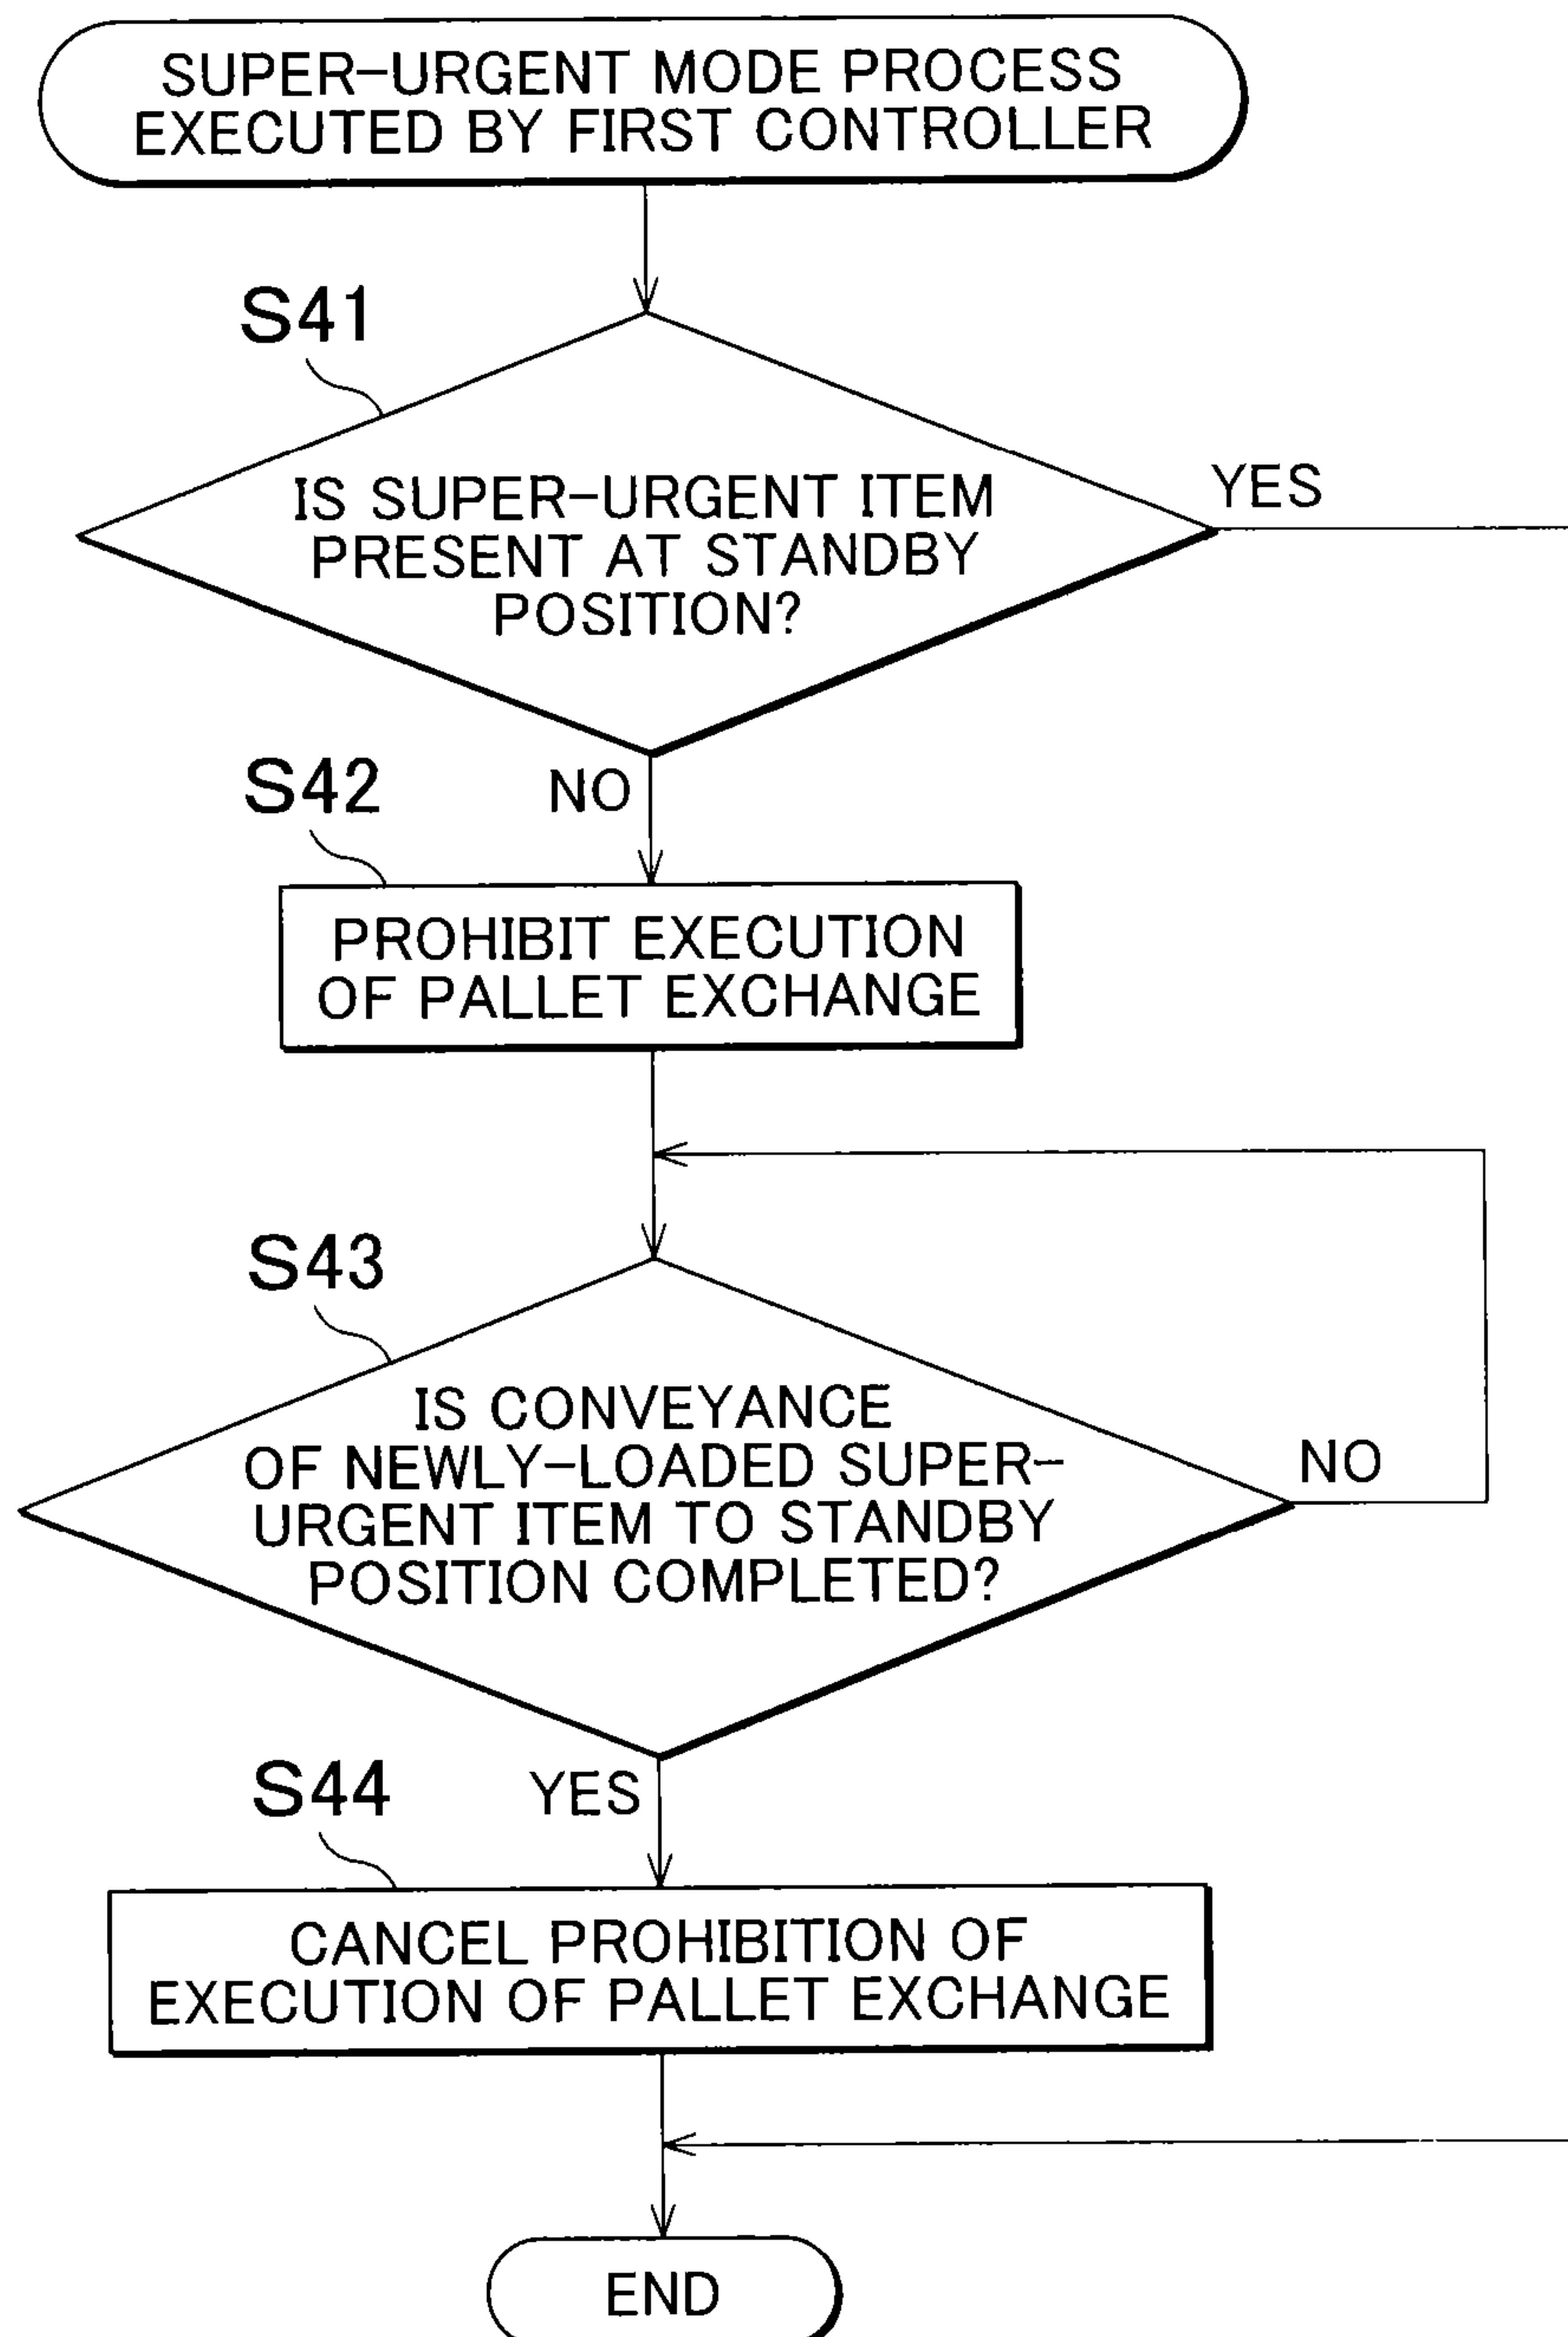 SUPER-URGENT MODE PROCESS
EXECUTED BY FIRST CONTROLLER
S41
IS SUPER-URGENT ITEM
PRESENT AT STANDBY
POSITION?
YES
NO
S42
PROHIBIT EXECUTION
OF PALLET EXCHANGE
S43
IS CONVEYANCE
OF NEWLY-LOADED SUPER-
URGENT ITEM TO STANDBY
POSITION COMPLETED?
NO
YES
S44
CANCEL PROHIBITION OF
EXECUTION OF PALLET EXCHANGE
END